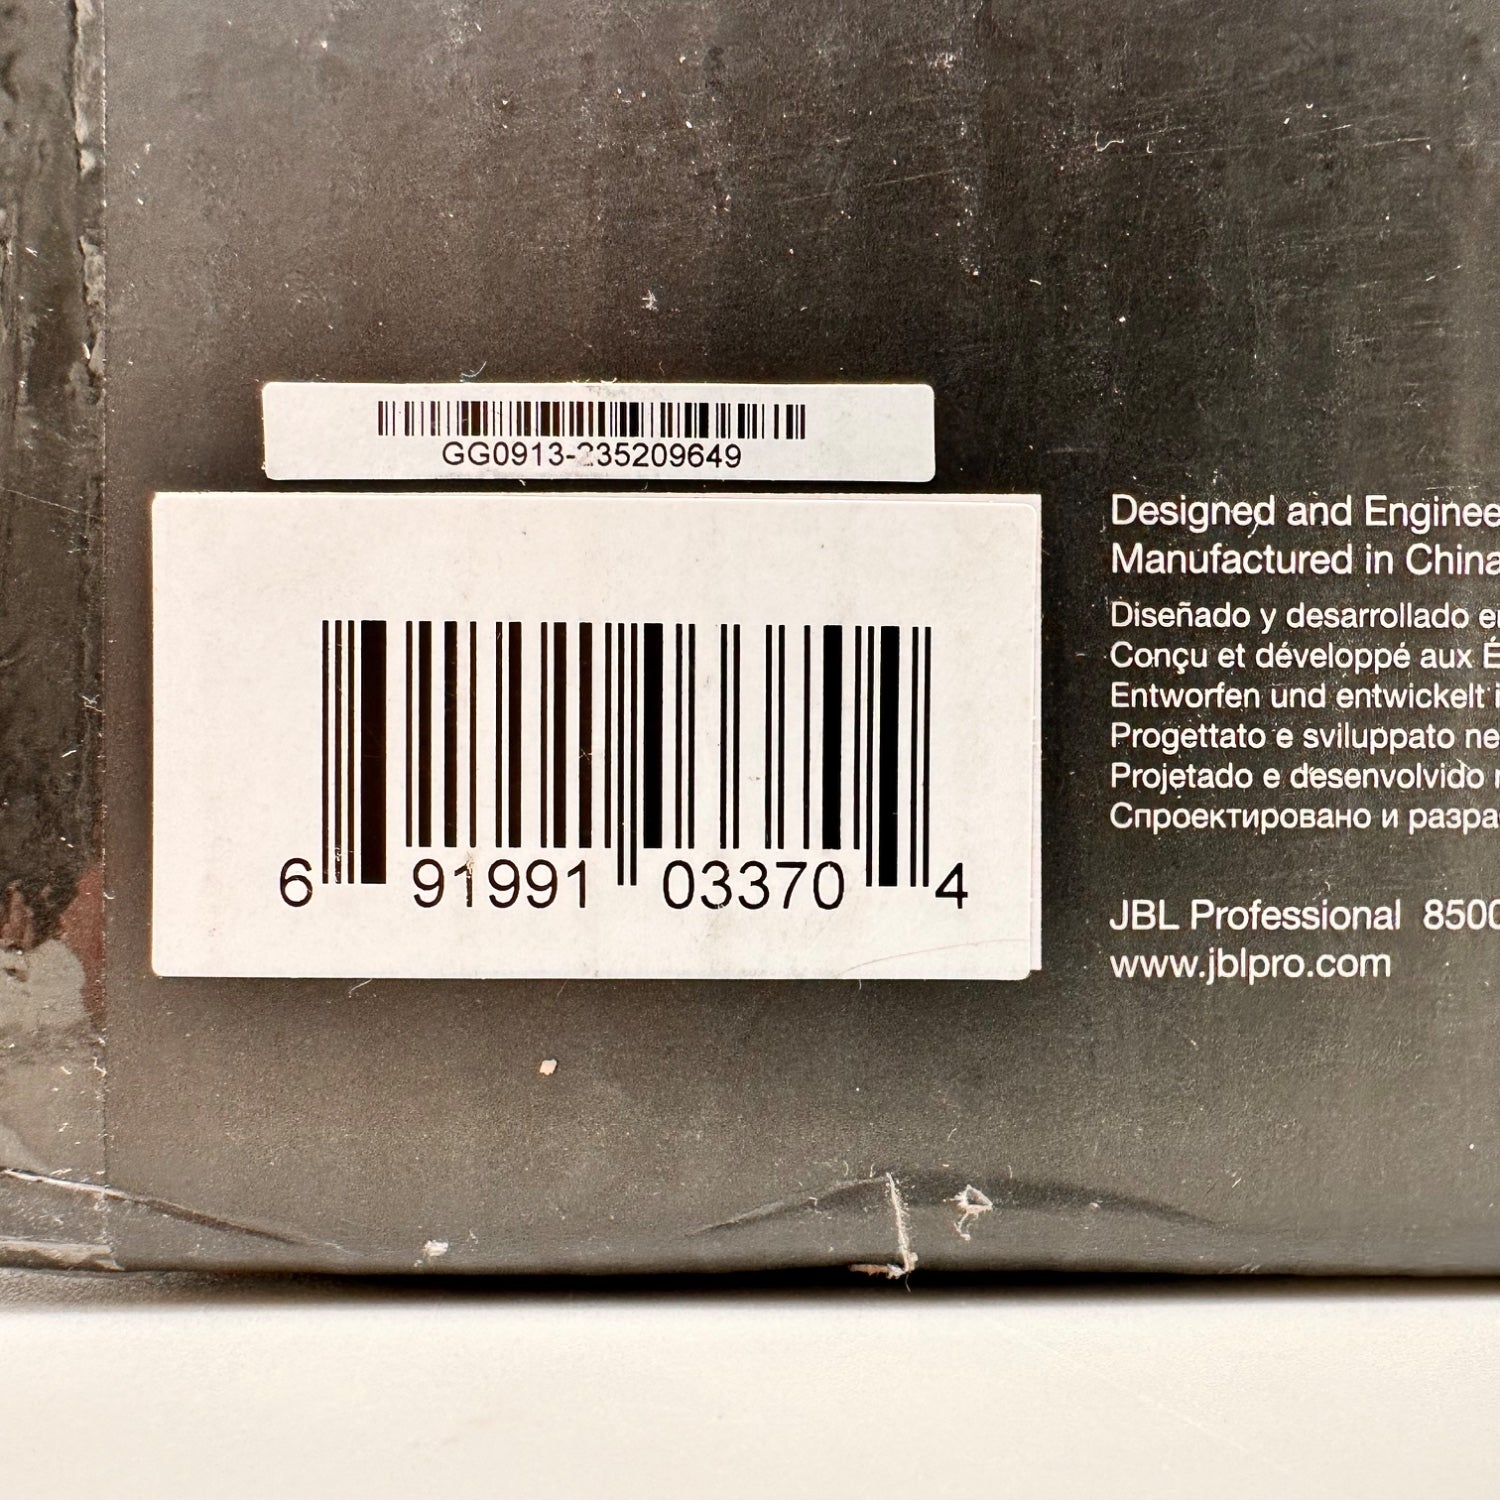 GG0913-235209649
6 91991 03370 4
Designed and Enginee
Manufactured in China
Diseñado y desarrollado e
Conçu et développé aux É
Entworfen und entwickelt i
Progettato e sviluppato ne
Projetado e desenvolvido
Спроектировано и разра
JBL Professional 8500
www.jblpro.com